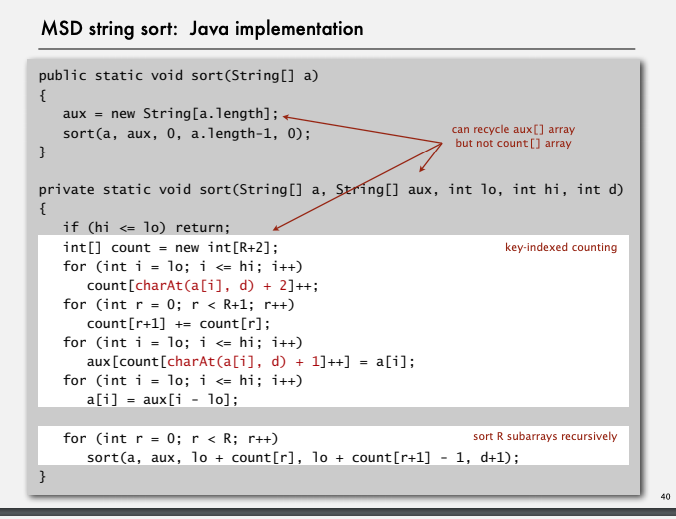 MSD string sort: Java implementation
public static void sort(String[] a)
{
aux = new String[a.length];
sort(a, aux, 0, a.length-1, 0);
}
can recycle aux[] array
but not count[] array
private static void sort(String[] a, String[] aux, int lo, int hi, int d)
{
if (hi <= lo) return;
int[] count = new int[R+2];
key-indexed counting
for (int i = lo; i <= hi; i++)
count[charAt(a[i], d) + 2]++;
for (int r = 0; r < R+1; r++)
count[r+1] += count[r];
for (int i = lo; i <= hi; i++)
aux[count[charAt(a[i], d) + 1]++] = a[i];
for (int i = lo; i <= hi; i++)
a[i] = aux[i - lo];
for (int r = 0; r < R; r++)
sort R subarrays recursively
sort(a, aux, lo + count[r], lo + count[r+1] - 1, d+1);
}
40